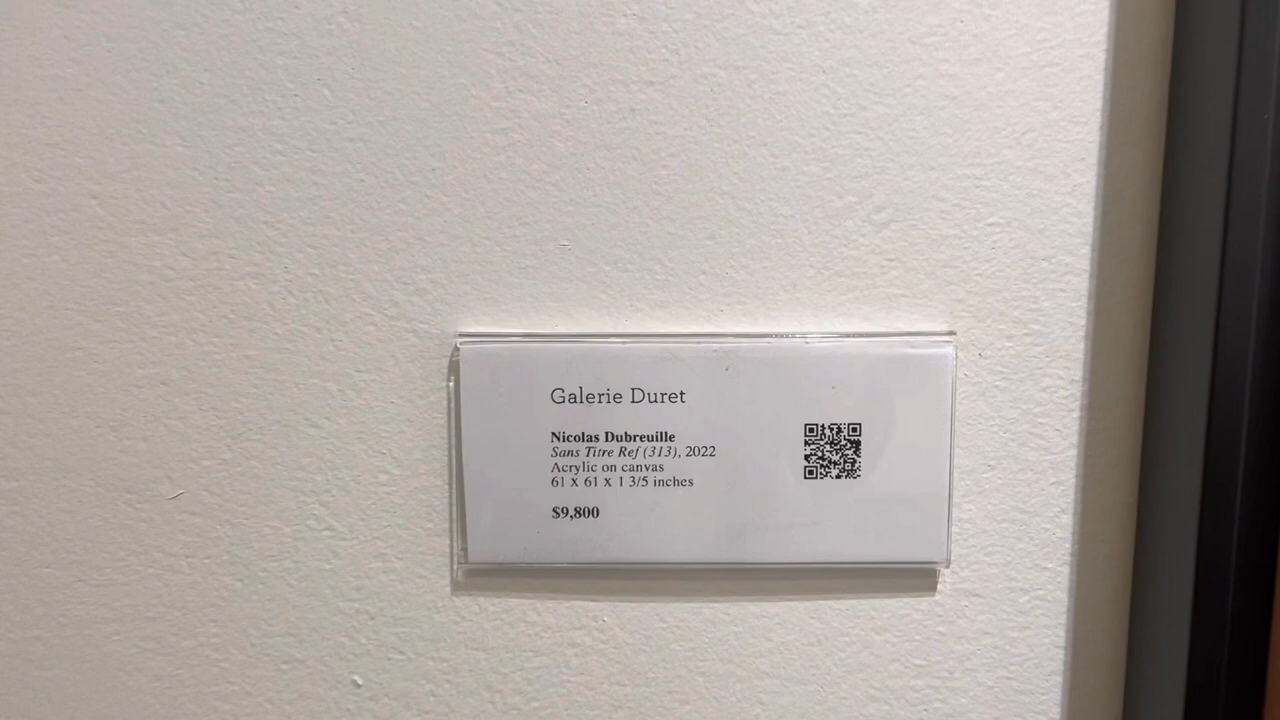 Galerie Duret
Nicolas Dubreuille
Sans Titre Ref (313), 2022
Acrylic on canvas
61 x 61 x 1 3/5 inches
$9,800